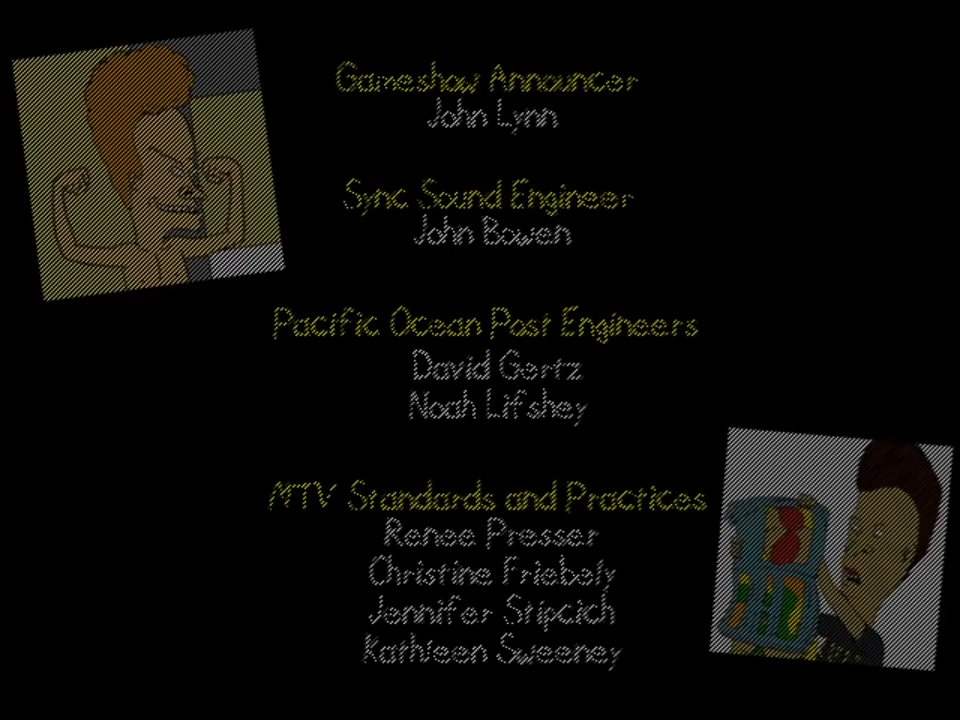 Gameshow Announcer
John Lynn
Sync Sound Engineer
John Bowen
Pacific Ocean Post Engineers
David Gertz
Noah Lifshey
MTV Standards and Practices
Renee Presser
Christine Friebely
Jennifer Stipcich
Kathleen Sweeney